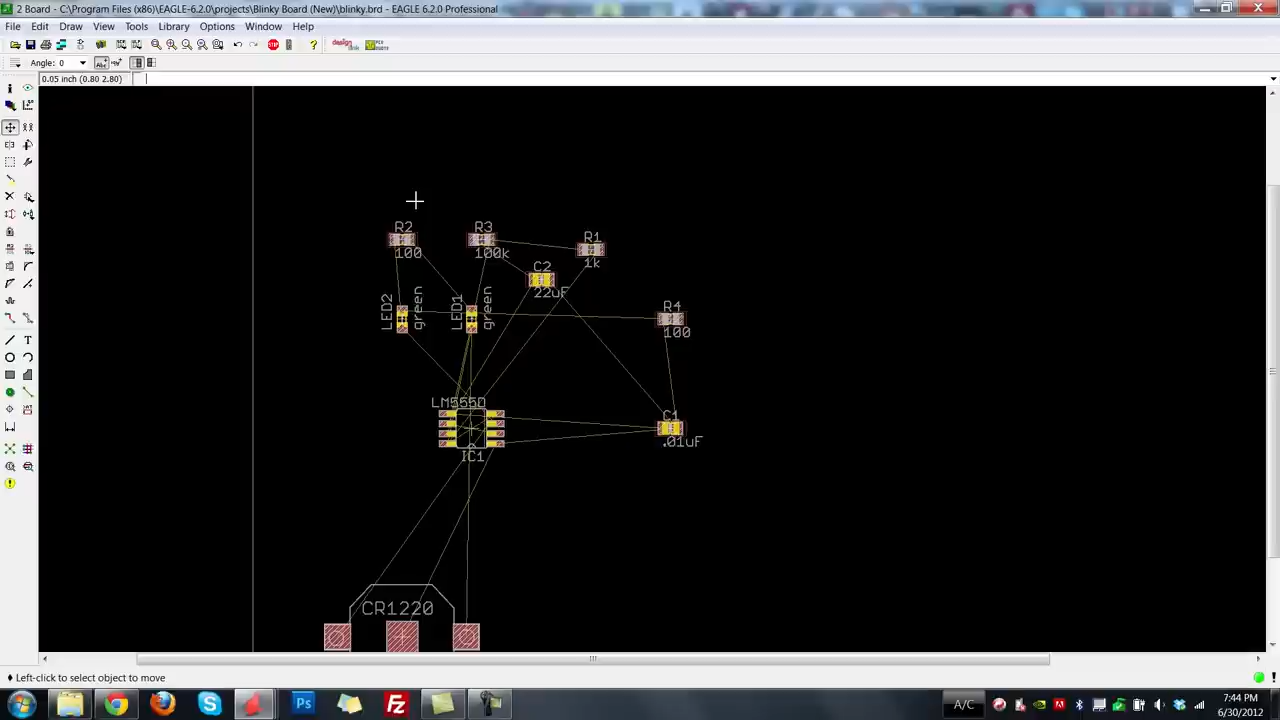 2 Board - C:\Program Files (x86)\EAGLE-6.2.0\projects\Blinky Board (New)\blinky.brd - EAGLE 6.2.0 Professional
File Edit Draw View Tools Library Options Window Help
Angle: 0
0.05 inch (0.80 2.80)
R2
100
R3
100k
R1
1k
C2
22uF
LED2
green
LED1
green
R4
100
LM555D
IC1
C1
.01uF
CR1220
Left-click to select object to move
A/C
7:44 PM
6/30/2012